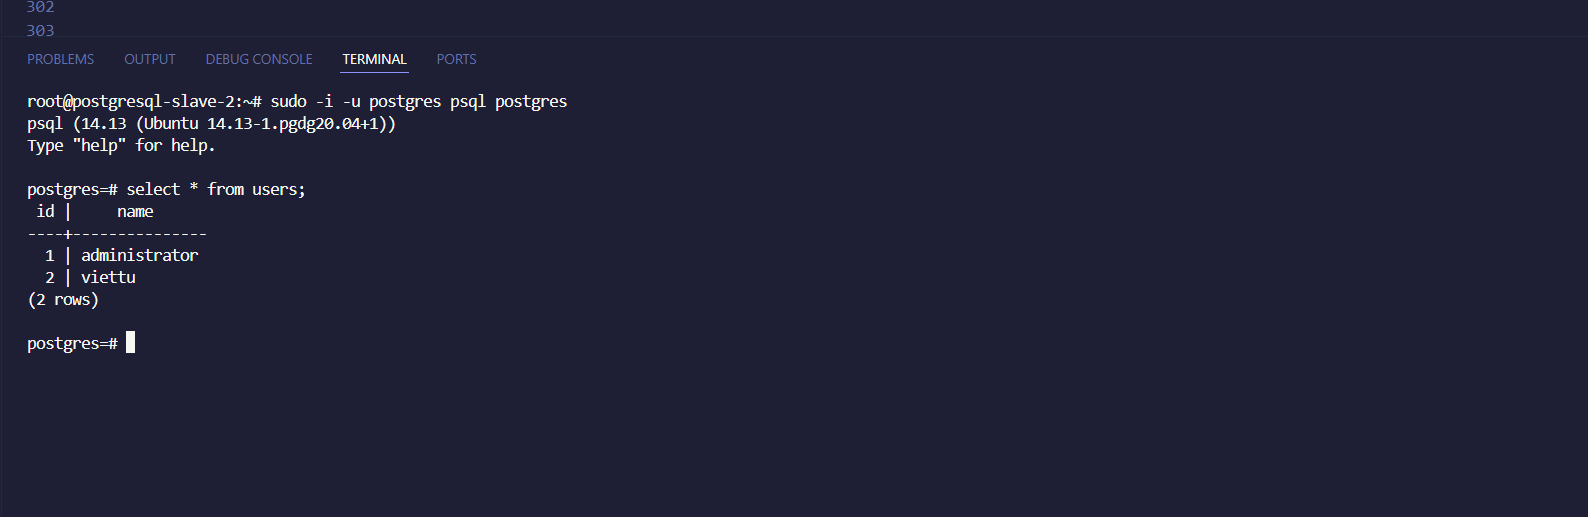 302
303
PROBLEMS OUTPUT DEBUG CONSOLE TERMINAL PORTS
root@postgresql-slave-2:~# sudo -i -u postgres psql postgres
psql (14.13 (Ubuntu 14.13-1.pgdg20.04+1))
Type "help" for help.
postgres=# select * from users;
 id |     name
----+---------------
  1 | administrator
  2 | viettu
(2 rows)
postgres=#